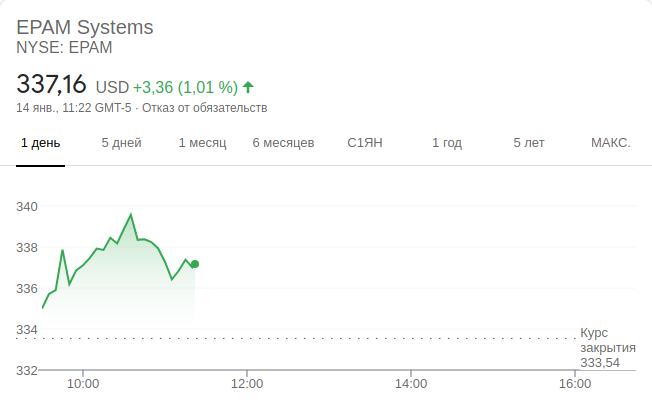 EPAM Systems
NYSE: EPAM
337,16 USD +3,36 (1,01 %)
14 янв., 11:22 GMT-5 · Отказ от обязательств
1 день 5 дней 1 месяц 6 месяцев С1ЯН 1 год 5 лет МАКС.
340
338
336
334
Курс
закрытия
333,54
332
10:00 12:00 14:00 16:00